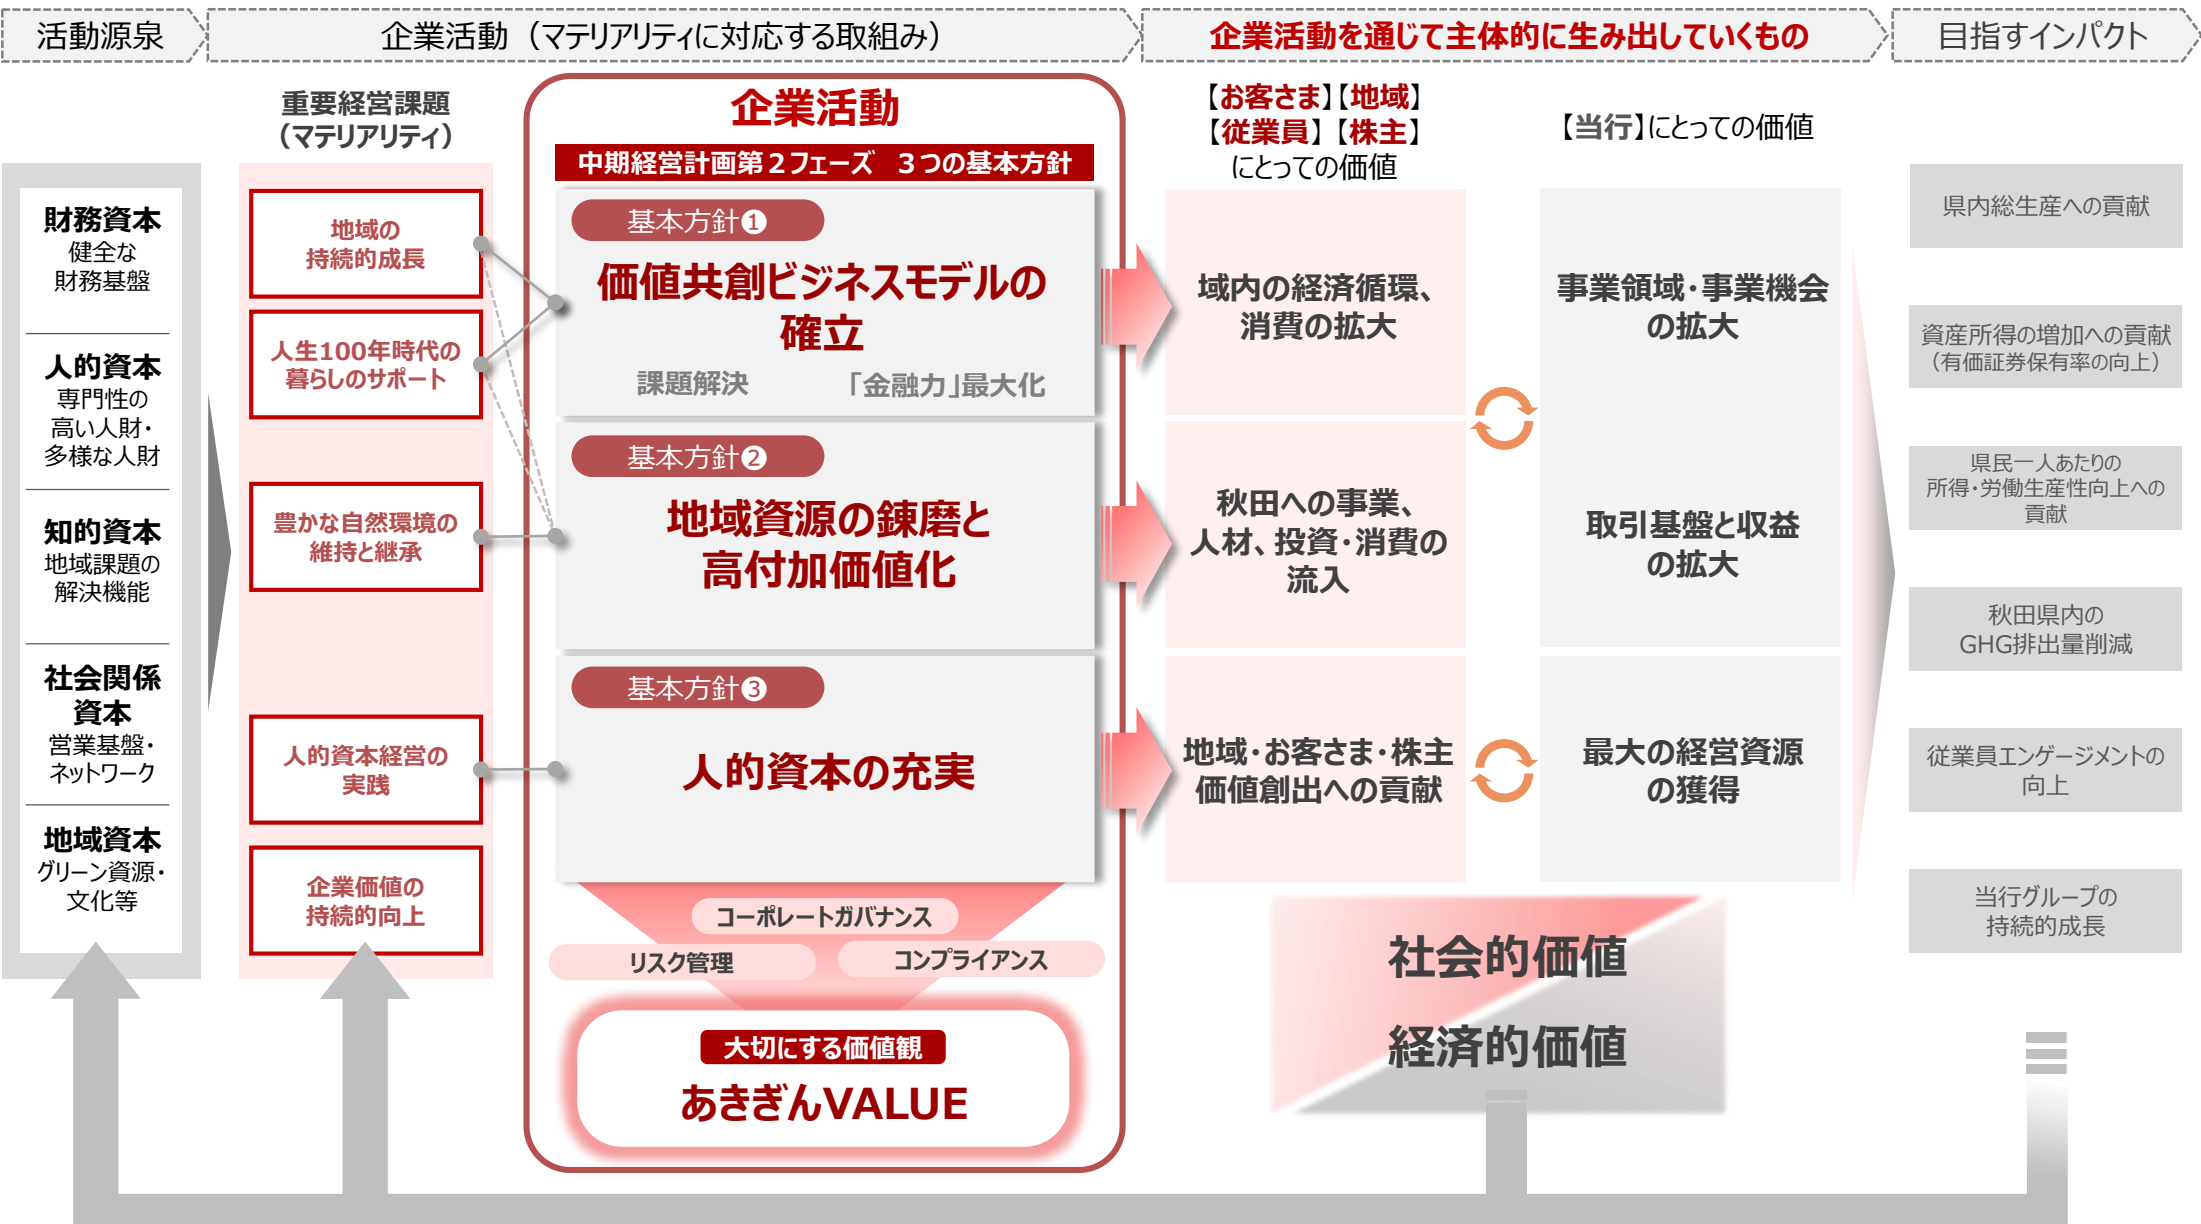 活動源泉
企業活動（マテリアリティに対応する取組み）
企業活動を通じて主体的に生み出していくもの
目指すインパクト
財務資本
健全な
財務基盤
人的資本
専門性の
高い人財・
多様な人財
知的資本
地域課題の
解決機能
社会関係
資本
営業基盤・
ネットワーク
地域資本
グリーン資源・
文化等
重要経営課題
（マテリアリティ）
地域の
持続的成長
人生100年時代の
暮らしのサポート
豊かな自然環境の
維持と継承
人的資本経営の
実践
企業価値の
持続的向上
企業活動
中期経営計画第２フェーズ　３つの基本方針
基本方針❶
価値共創ビジネスモデルの
確立
課題解決　「金融力」最大化
基本方針❷
地域資源の錬磨と
高付加価値化
基本方針❸
人的資本の充実
コーポレートガバナンス
リスク管理
コンプライアンス
大切にする価値観
あきぎんVALUE
【お客さま】【地域】
【従業員】【株主】
にとっての価値
域内の経済循環、
消費の拡大
秋田への事業、
人材、投資・消費の
流入
地域・お客さま・株主
価値創出への貢献
【当行】にとっての価値
事業領域・事業機会
の拡大
取引基盤と収益
の拡大
最大の経営資源
の獲得
社会的価値
経済的価値
県内総生産への貢献
資産所得の増加への貢献
（有価証券保有率の向上）
県民一人あたりの
所得・労働生産性向上への
貢献
秋田県内の
GHG排出量削減
従業員エンゲージメントの
向上
当行グループの
持続的成長